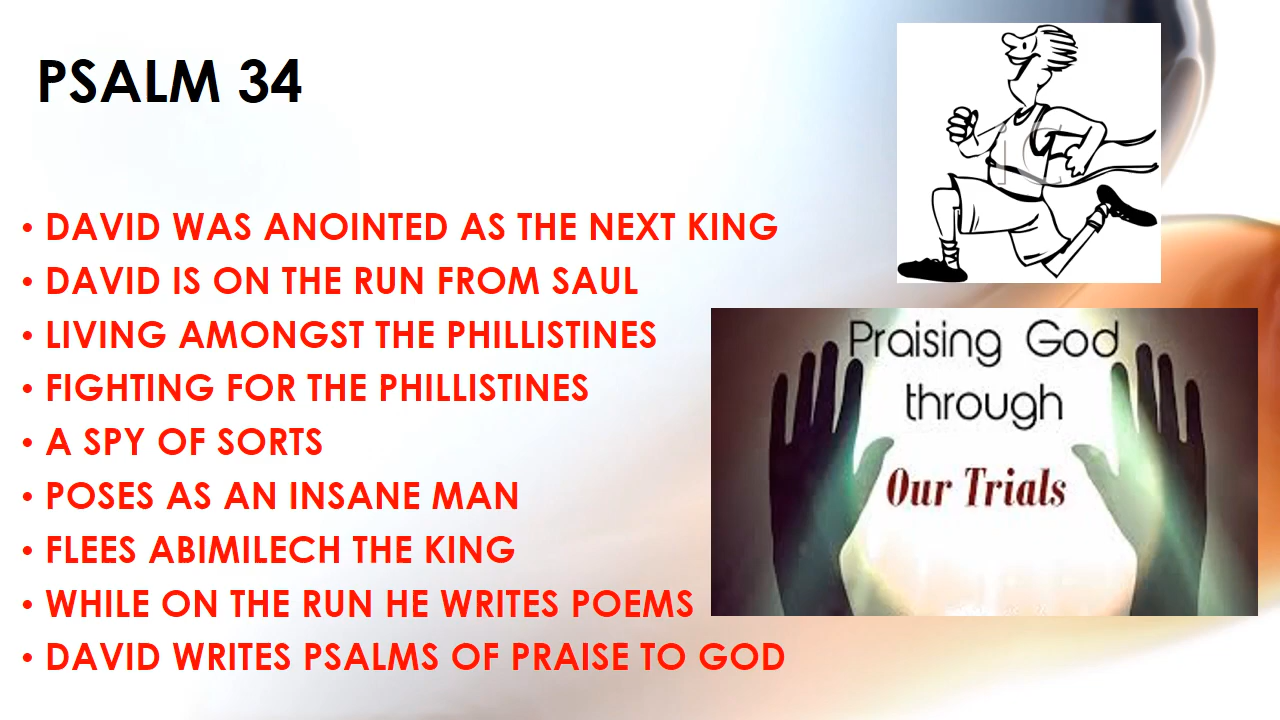 PSALM 34
• DAVID WAS ANOINTED AS THE NEXT KING
• DAVID IS ON THE RUN FROM SAUL
• LIVING AMONGST THE PHILLISTINES
• FIGHTING FOR THE PHILLISTINES
• A SPY OF SORTS
• POSES AS AN INSANE MAN
• FLEES ABIMILECH THE KING
• WHILE ON THE RUN HE WRITES POEMS
• DAVID WRITES PSALMS OF PRAISE TO GOD
Praising God
through
Our Trials